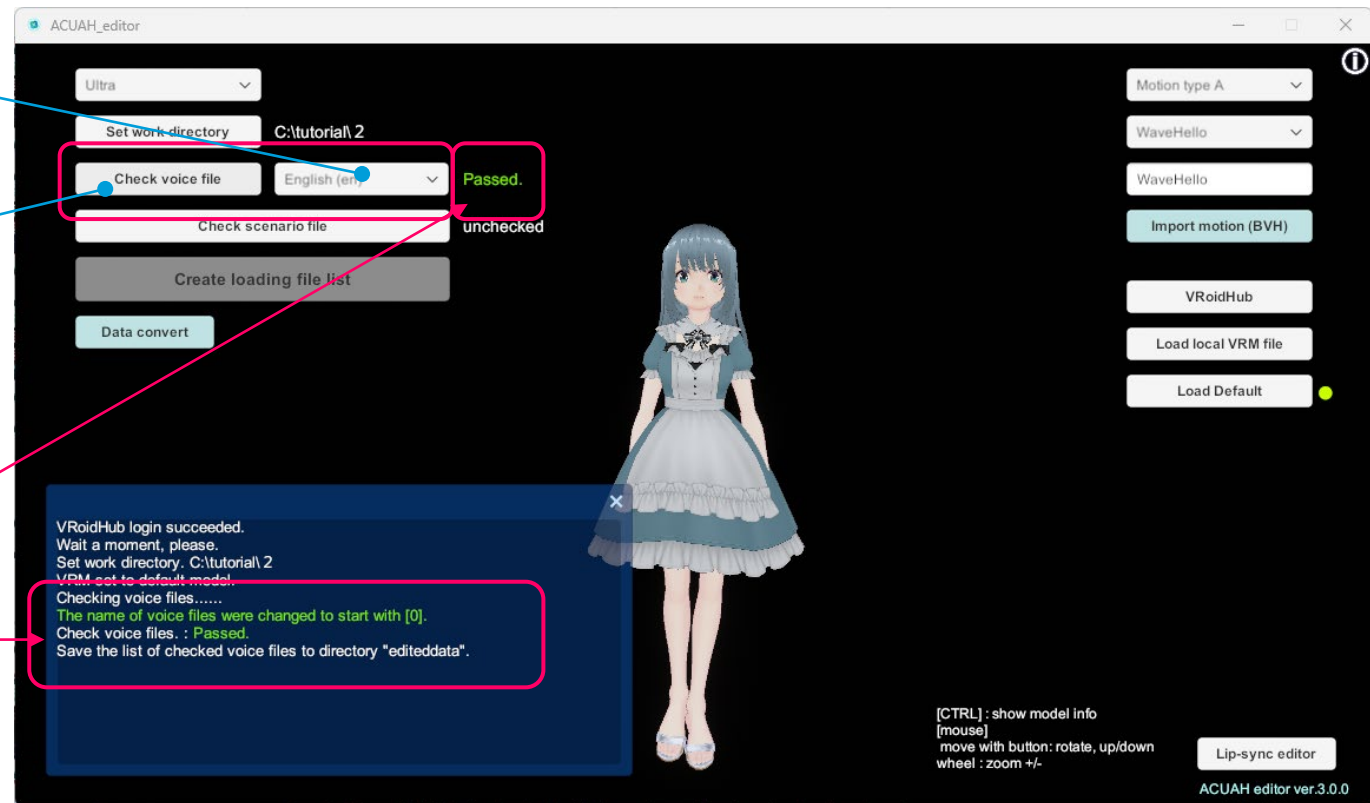 ACUAH_editor
Ultra
Set work directory C:\tutorial\ 2
Check voice file English (en) Passed.
Check scenario file unchecked
Create loading file list
Data convert
Motion type A
WaveHello
WaveHello
Import motion (BVH)
VRoidHub
Load local VRM file
Load Default
VRoidHub login succeeded.
Wait a moment, please.
Set work directory. C:\tutorial\ 2
VRM set to default model.
Checking voice files......
The name of voice files were changed to start with [0].
Check voice files. : Passed.
Save the list of checked voice files to directory "editeddata".
[CTRL] : show model info
[mouse]
move with button: rotate, up/down
wheel : zoom +/-
Lip-sync editor
ACUAH editor ver.3.0.0